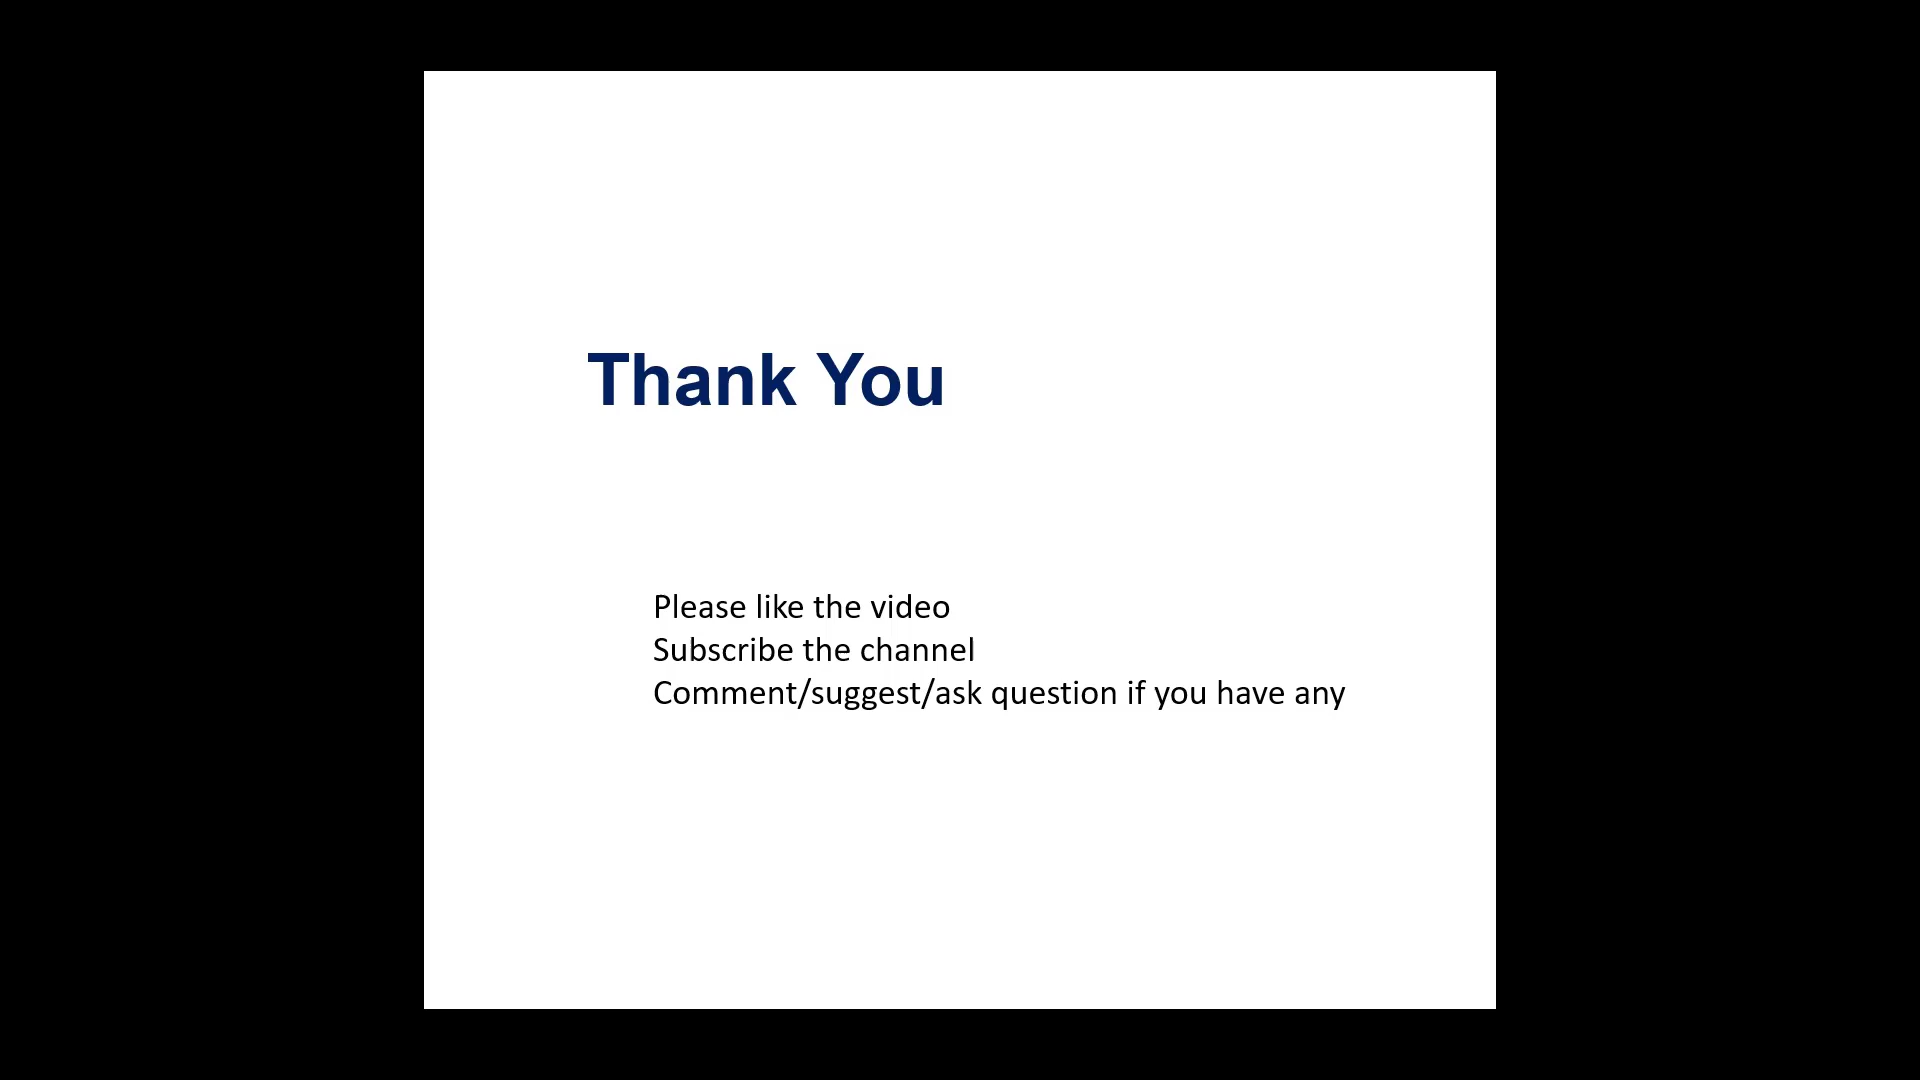 Thank You
Please like the video
Subscribe the channel
Comment/suggest/ask question if you have any